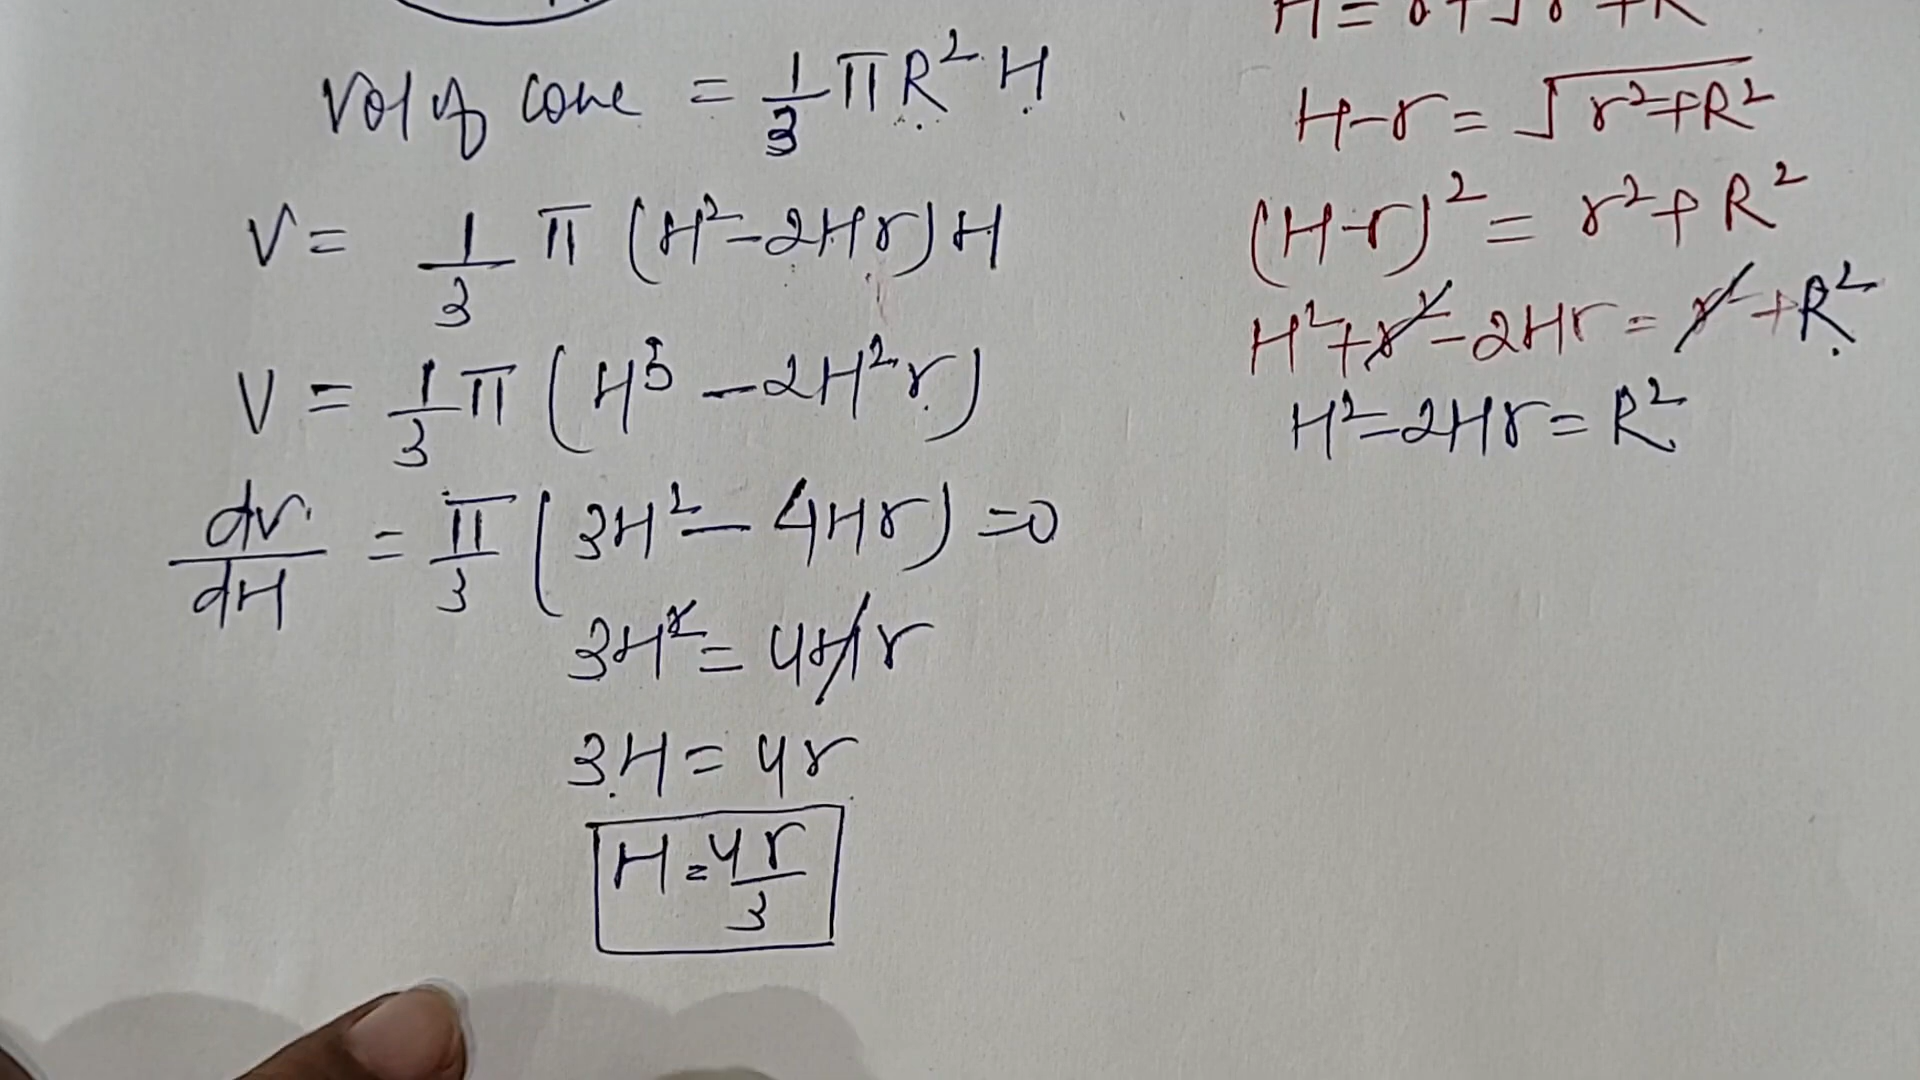 Vol of cone = 1/3 π R² H
V = 1/3 π (H² - 2Hr) H
V = 1/3 π (H³ - 2H²r)
dv/dH = π/3 (3H² - 4Hr) = 0
3H² = 4Hr
3H = 4r
H = 4r/3
H = r + √r² + R²
H - r = √r² + R²
(H - r)² = r² + R²
H² + r² - 2Hr = r² + R²
H² - 2Hr = R²